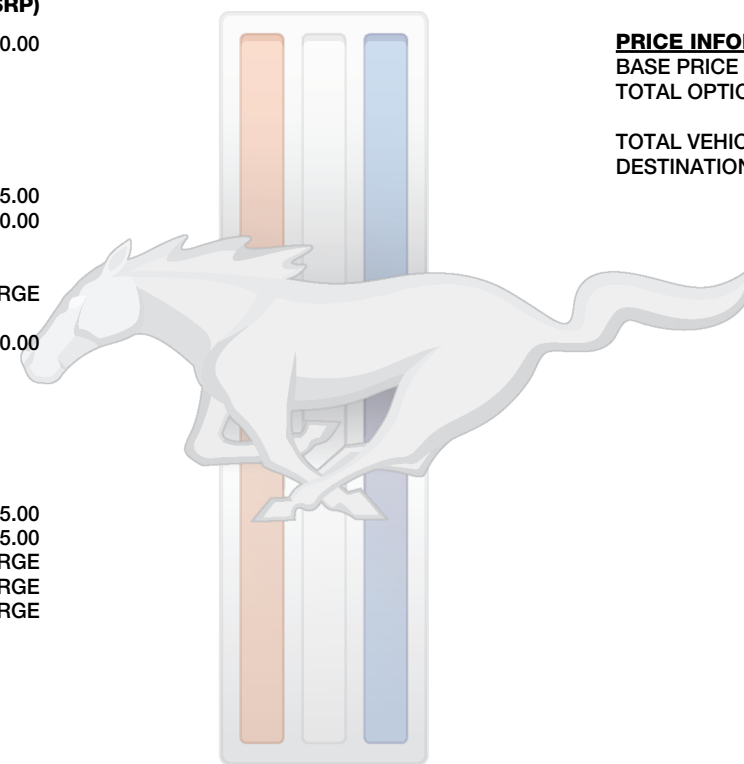 SRP)
0.00
5.00
0.00
RGE
0.00
5.00
5.00
RGE
RGE
RGE
PRICE INFO
BASE PRICE
TOTAL OPTIO
TOTAL VEHIC
DESTINATION